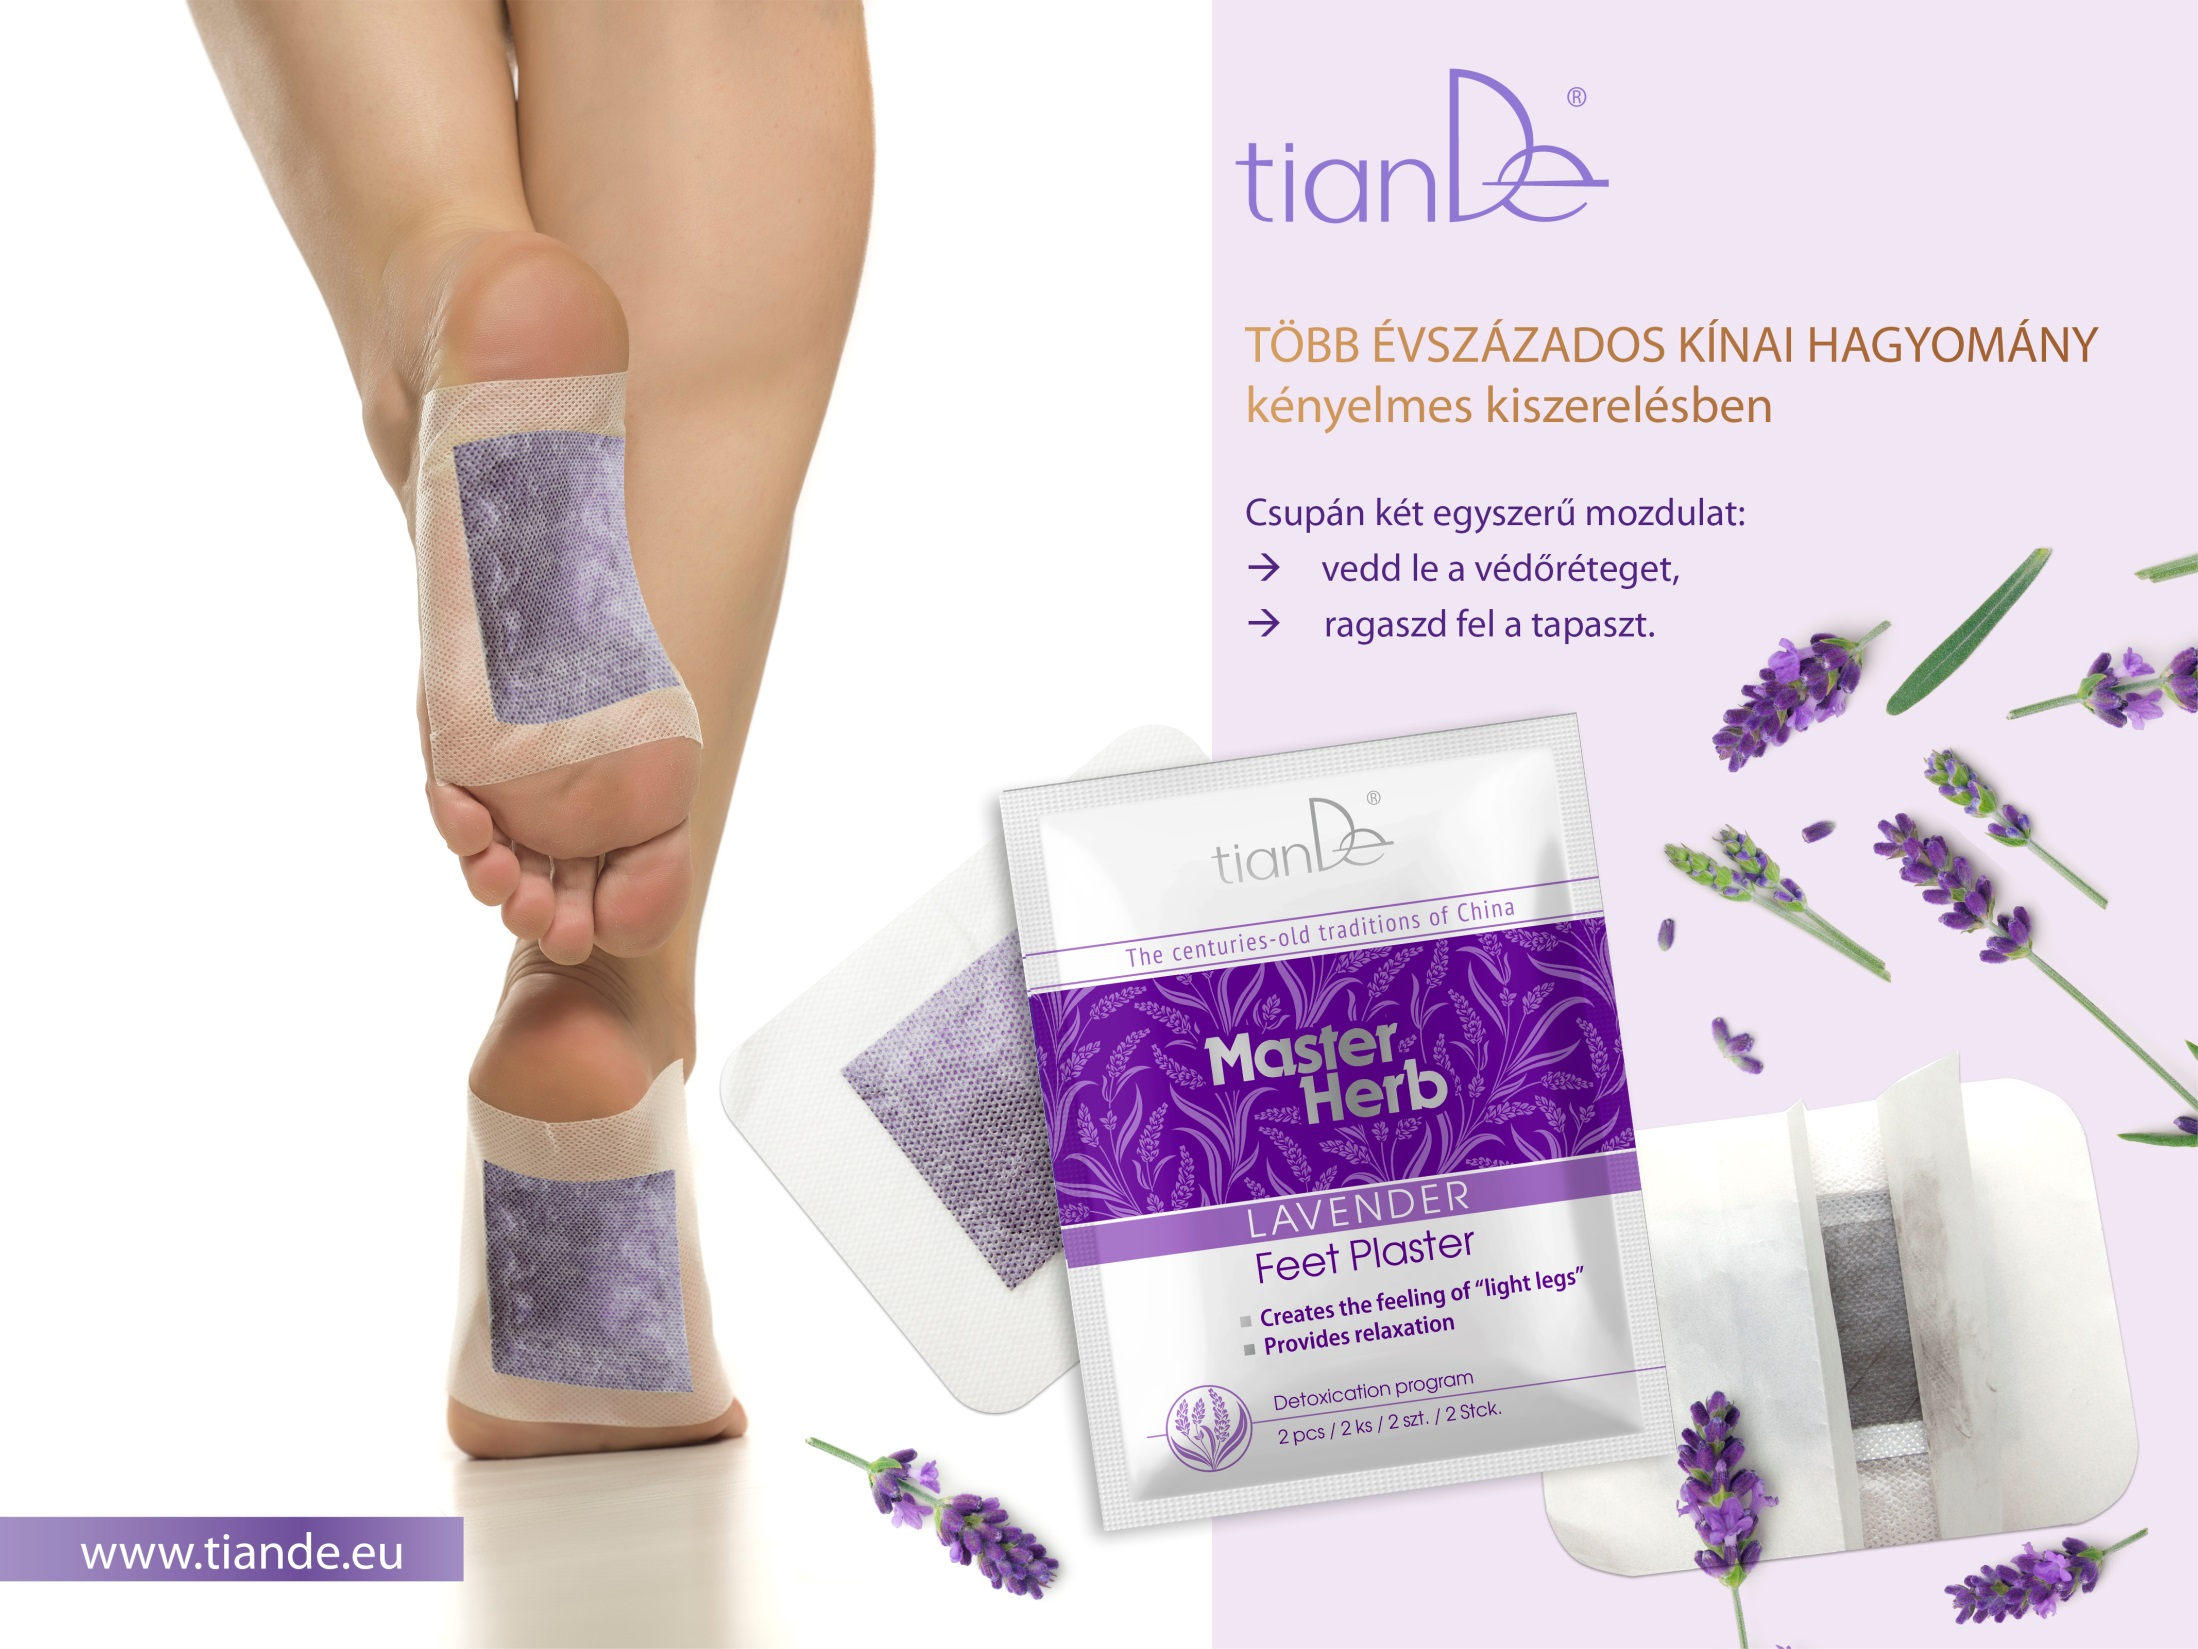 tianDe®
TÖBB ÉVSZÁZADOS KÍNAI HAGYOMÁNY
kényelmes kiszerelésben
Csupán két egyszerű mozdulat:
→ vedd le a védőréteget,
→ ragaszd fel a tapaszt.
tianDe®
The centuries-old traditions of China
Master
Herb
LAVENDER
Feet Plaster
▪ Creates the feeling of “light legs”
▪ Provides relaxation
Detoxication program
2 pcs / 2 ks / 2 szt. / 2 Stck.
www.tiande.eu